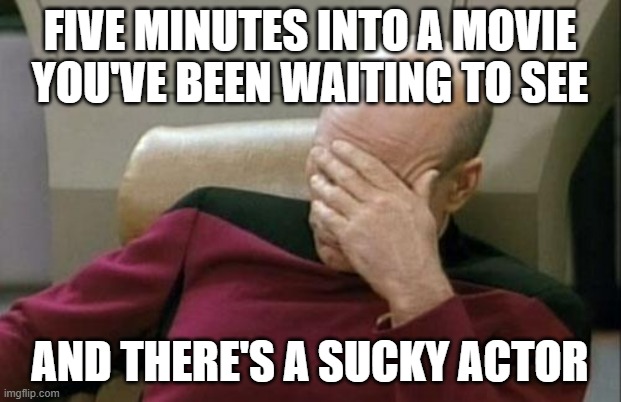 FIVE MINUTES INTO A MOVIE
YOU'VE BEEN WAITING TO SEE
AND THERE'S A SUCKY ACTOR
imgflip.com